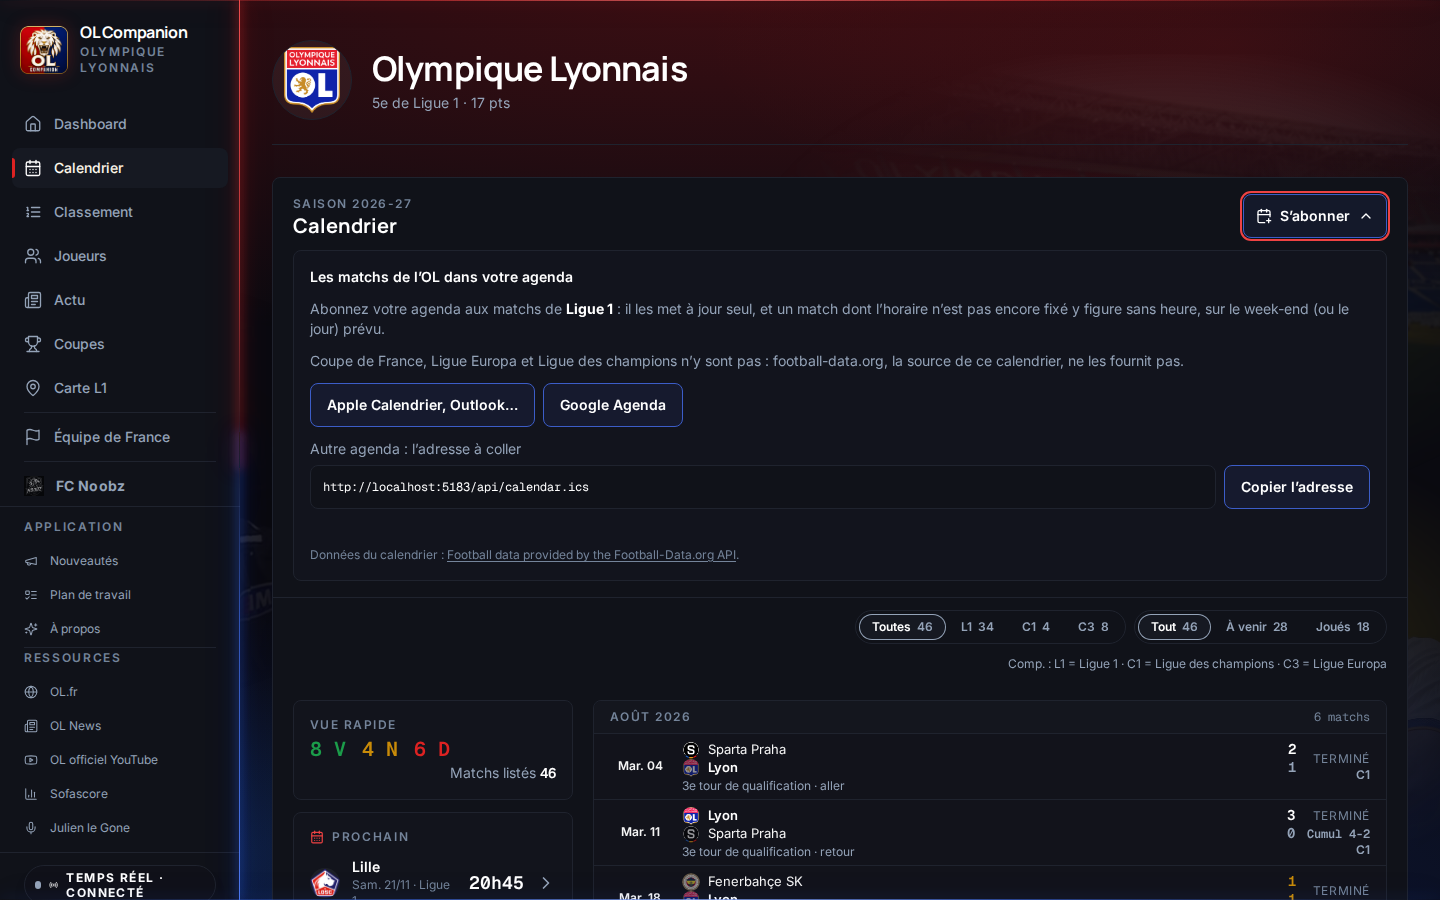 OL Companion
OLYMPIQUE
LYONNAIS
Dashboard
Calendrier
Classement
Joueurs
Actu
Coupes
Carte L1
Équipe de France
FC Noobz
APPLICATION
Nouveautés
Plan de travail
À propos
RESSOURCES
OL.fr
OL News
OL officiel YouTube
Sofascore
Julien le Gone
TEMPS RÉEL ·
CONNECTÉ
Olympique Lyonnais
5e de Ligue 1 · 17 pts
SAISON 2026-27
Calendrier
S’abonner
Les matchs de l’OL dans votre agenda
Abonnez votre agenda aux matchs de Ligue 1 : il les met à jour seul, et un match dont l’horaire n’est pas encore fixé y figure sans heure, sur le week-end (ou le
jour) prévu.
Coupe de France, Ligue Europa et Ligue des champions n’y sont pas : football-data.org, la source de ce calendrier, ne les fournit pas.
Apple Calendrier, Outlook… Google Agenda
Autre agenda : l’adresse à coller
http://localhost:5183/api/calendar.ics Copier l’adresse
Données du calendrier : Football data provided by the Football-Data.org API.
Toutes 46 L1 34 C1 4 C3 8 Tout 46 À venir 28 Joués 18
Comp. : L1 = Ligue 1 · C1 = Ligue des champions · C3 = Ligue Europa
VUE RAPIDE
8 V 4 N 6 D
Matchs listés 46
PROCHAIN
Lille
Sam. 21/11 · Ligue
1
20h45
AOÛT 2026 6 matchs
Mar. 04
Sparta Praha 2
Lyon 1
3e tour de qualification · aller
TERMINÉ
C1
Mar. 11
Lyon 3
Sparta Praha 0
3e tour de qualification · retour
TERMINÉ
Cumul 4-2
C1
Mar. 18
Fenerbahçe SK 1
Lyon 1
TERMINÉ